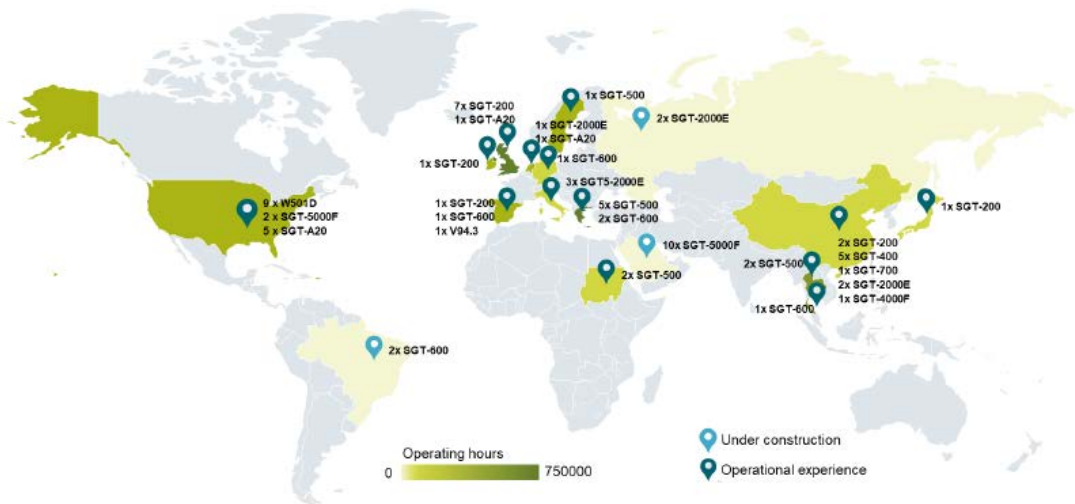 1x SGT-500
7x SGT-200
1x SGT-A20
1x SGT-2000E
1x SGT-A20
2x SGT-2000E
1x SGT-200
1x SGT-600
3x SGT5-2000E
9 x W501D
2 x SGT-5000F
5 x SGT-A20
1x SGT-200
1x SGT-600
1x V94.3
5x SGT-500
2x SGT-600
1x SGT-200
10x SGT-5000F
2x SGT-500
2x SGT-500
2x SGT-200
5x SGT-400
1x SGT-700
2x SGT-2000E
1x SGT-4000F
1x SGT-600
2x SGT-600
Operating hours
0
750000
Under construction
Operational experience